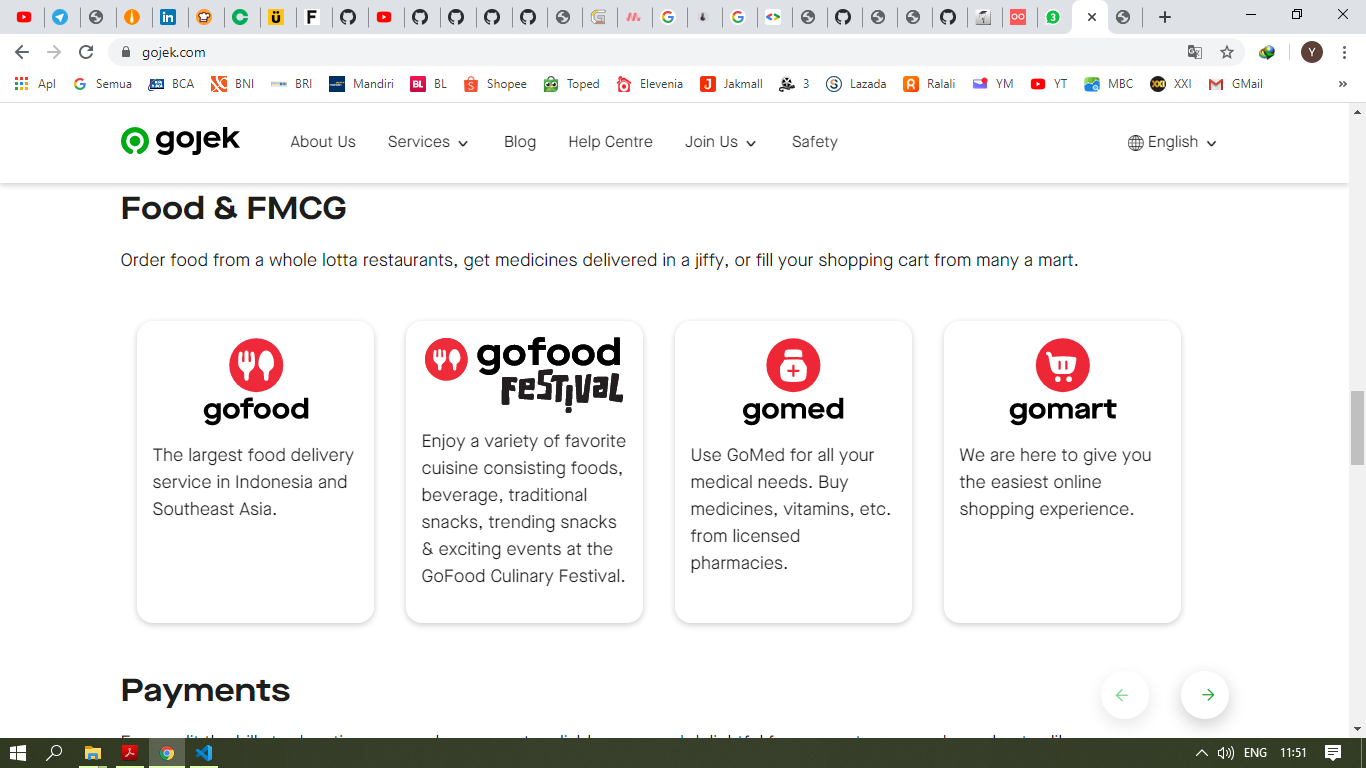 gojek.com
Y
Apl
Semua
BCA
BNI
BRI
Mandiri
BL
Shopee
Toped
Elevenia
Jakmall
3
Lazada
Ralali
YM
YT
MBC
XXI
GMail
»
gojek
About Us
Services
Blog
Help Centre
Join Us
Safety
English
Food & FMCG
Order food from a whole lotta restaurants, get medicines delivered in a jiffy, or fill your shopping cart from many a mart.
gofood
The largest food delivery
service in Indonesia and
Southeast Asia.
gofood
FESTIVAL
Enjoy a variety of favorite
cuisine consisting foods,
beverage, traditional
snacks, trending snacks
& exciting events at the
GoFood Culinary Festival.
gomed
Use GoMed for all your
medical needs. Buy
medicines, vitamins, etc.
from licensed
pharmacies.
gomart
We are here to give you
the easiest online
shopping experience.
Payments
ENG
11:51